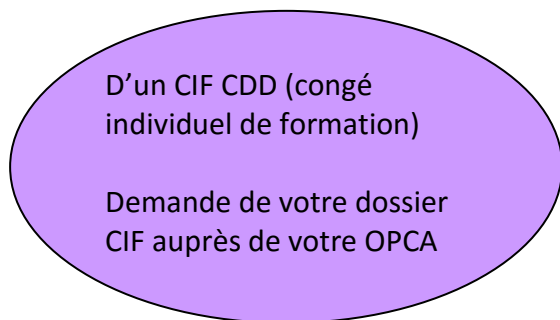 D’un CIF CDD (congé
individuel de formation)
Demande de votre dossier
CIF auprès de votre OPCA